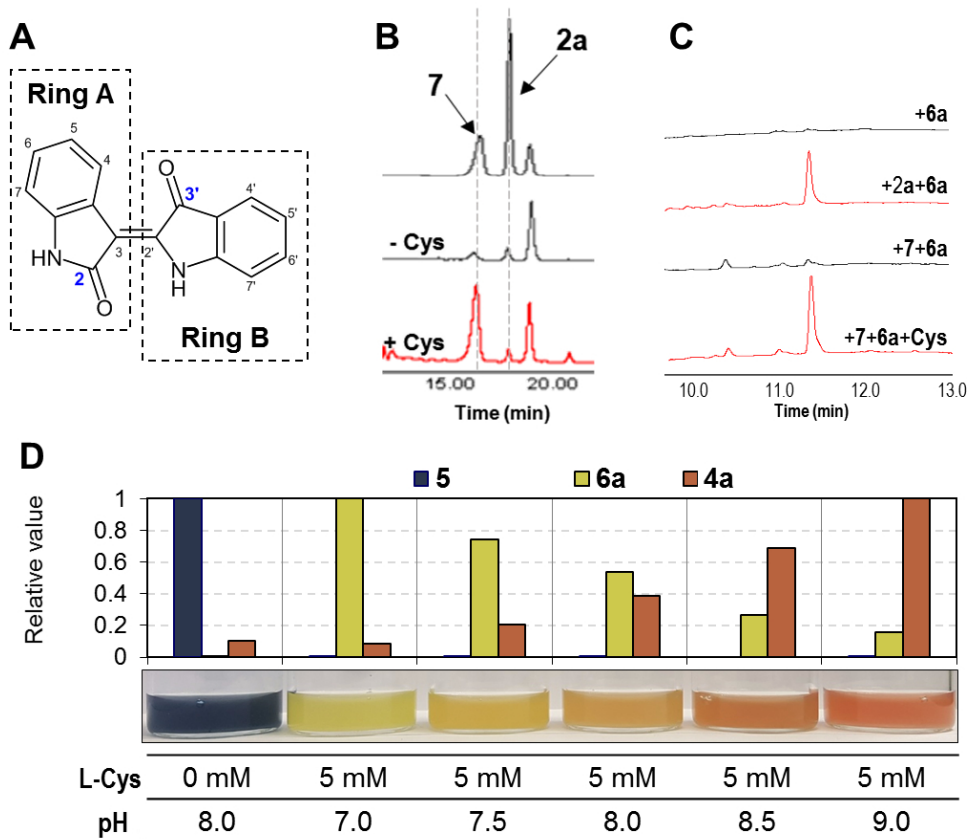 A
Ring A
5
6
4
7
3
HN
2
O
O
3'
4'
5'
2'
6'
N
H
7'
Ring B
B
7
2a
- Cys
+ Cys
15.00 20.00
Time (min)
C
+6a
+2a+6a
+7+6a
+7+6a+Cys
10.0 11.0 12.0 13.0
Time (min)
D
5 6a 4a
Relative value
1
0.8
0.6
0.4
0.2
0
L-Cys 0 mM 5 mM 5 mM 5 mM 5 mM 5 mM
pH 8.0 7.0 7.5 8.0 8.5 9.0